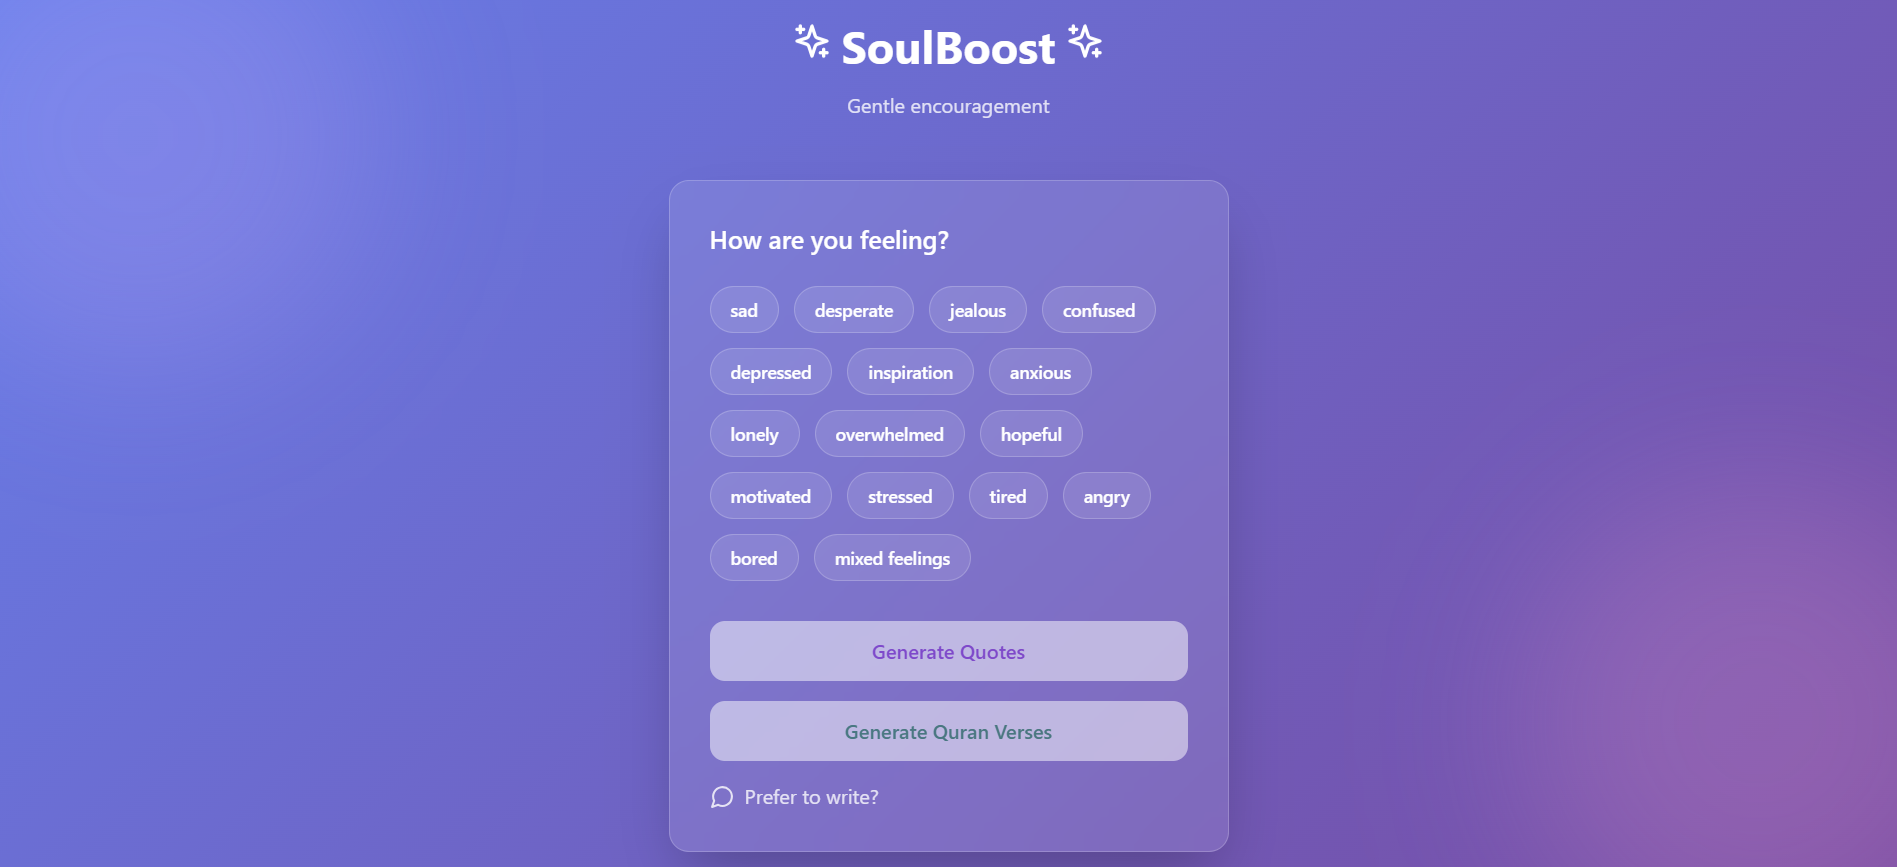 SoulBoost
Gentle encouragement
How are you feeling?
sad desperate jealous confused
depressed inspiration anxious
lonely overwhelmed hopeful
motivated stressed tired angry
bored mixed feelings
Generate Quotes
Generate Quran Verses
Prefer to write?